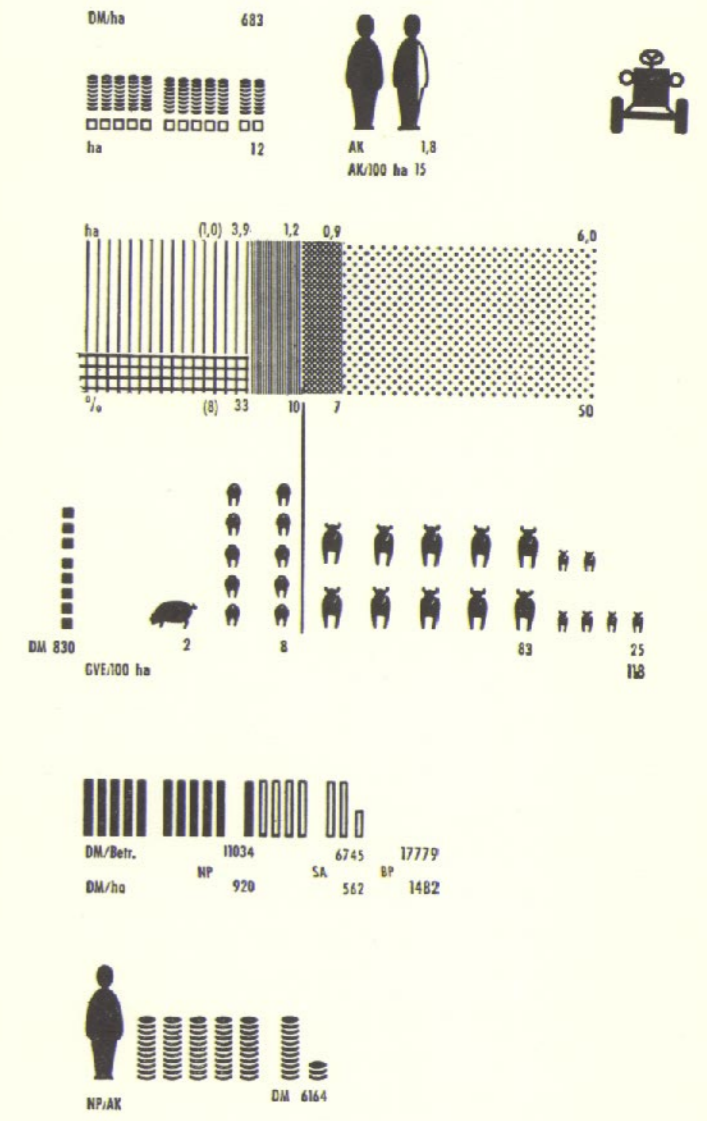 DM/ha 683
ha 12
AK 1,8
AK/100 ha 15
ha (1,0) 3,9 1,2 0,9 6,0
% (8) 33 10 7 50
DM 830 2 8 83 25
GVE/100 ha 118
DM/Betr. 11034 6745 17779
NP SA BP
DM/ha 920 562 1482
NP/AK DM 6164